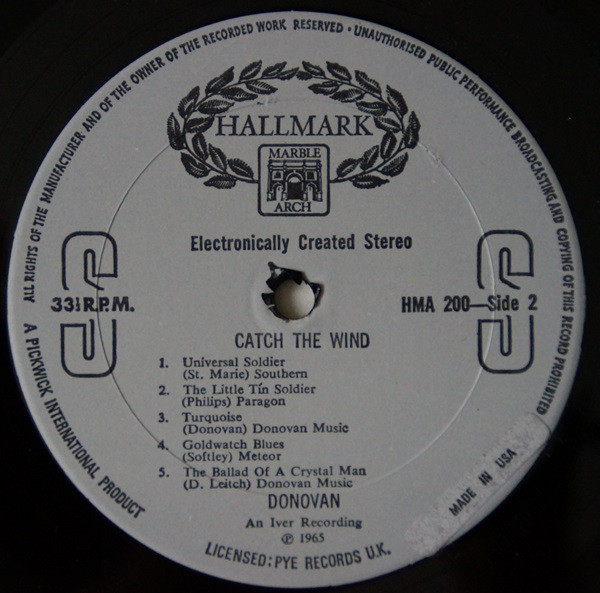 ALL RIGHTS OF THE MANUFACTURER AND OF THE OWNER OF THE RECORDED WORK RESERVED · UNAUTHORISED PUBLIC PERFORMANCE BROADCASTING AND COPYING OF THIS RECORD PROHIBITED
HALLMARK
MARBLE
ARCH
Electronically Created Stereo
33⅓ R.P.M.
HMA 200—Side 2
CATCH THE WIND
1. Universal Soldier
(St. Marie) Southern
2. The Little Tin Soldier
(Philips) Paragon
3. Turquoise
(Donovan) Donovan Music
4. Goldwatch Blues
(Softley) Meteor
5. The Ballad Of A Crystal Man
(D. Leitch) Donovan Music
DONOVAN
An Iver Recording
℗ 1965
A PICKWICK INTERNATIONAL PRODUCT
LICENSED: PYE RECORDS U.K.
MADE IN USA